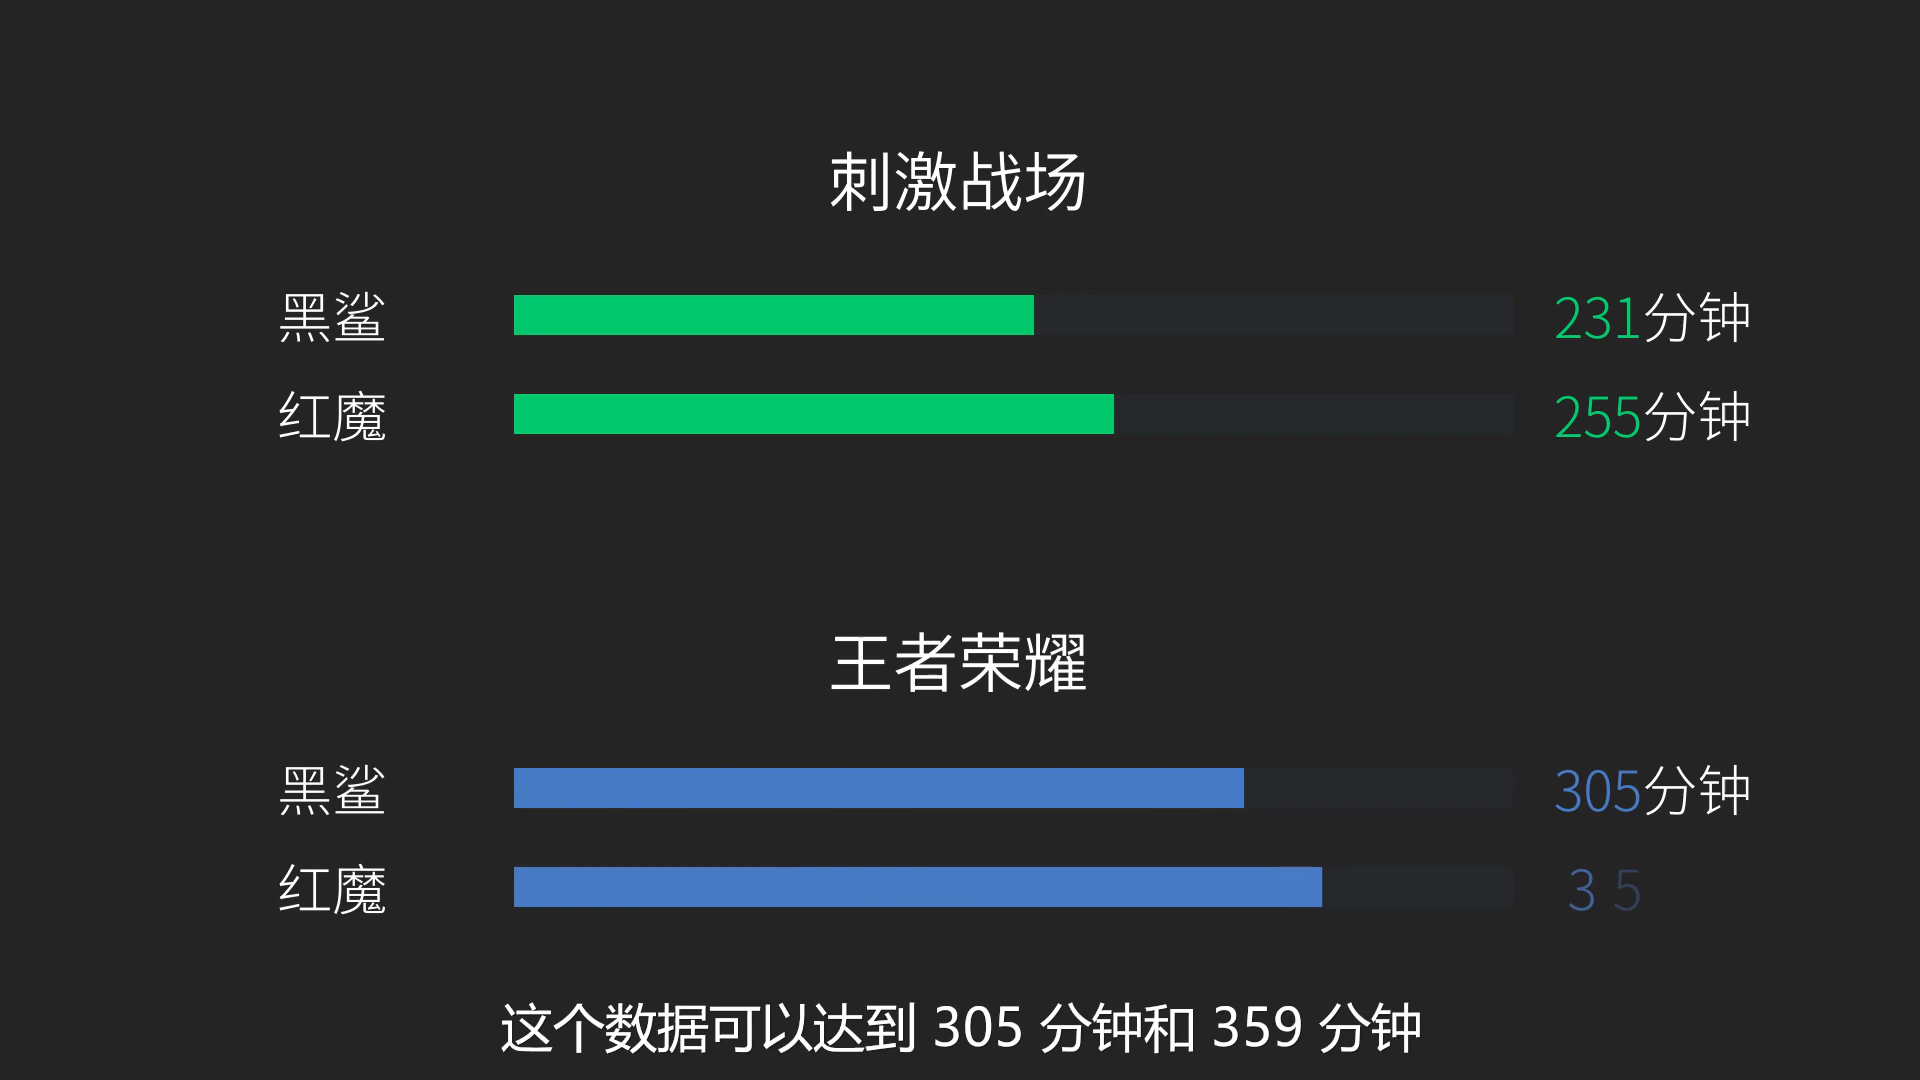 刺激战场
黑鲨 231分钟
红魔 255分钟
王者荣耀
黑鲨 305分钟
红魔 3 5
这个数据可以达到 305 分钟和 359 分钟